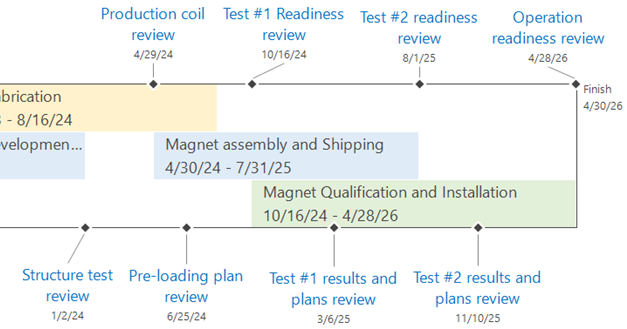 Production coil
review
4/29/24
Test #1 Readiness
review
10/16/24
Test #2 readiness
review
8/1/25
Operation
readiness review
4/28/26
Finish
4/30/26
abrication
- 8/16/24
evelopmen...
Magnet assembly and Shipping
4/30/24 - 7/31/25
Magnet Qualification and Installation
10/16/24 - 4/28/26
Structure test
review
1/2/24
Pre-loading plan
review
6/25/24
Test #1 results and
plans review
3/6/25
Test #2 results and
plans review
11/10/25